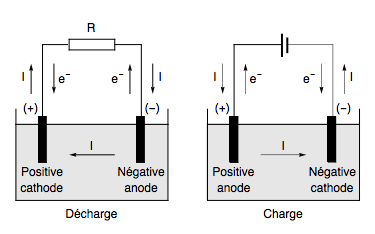 R
I e⁻ e⁻ I
(+) (−)
I
Positive cathode
Négative anode
Décharge
I e⁻ e⁻ I
(+) (−)
I
Positive anode
Négative cathode
Charge